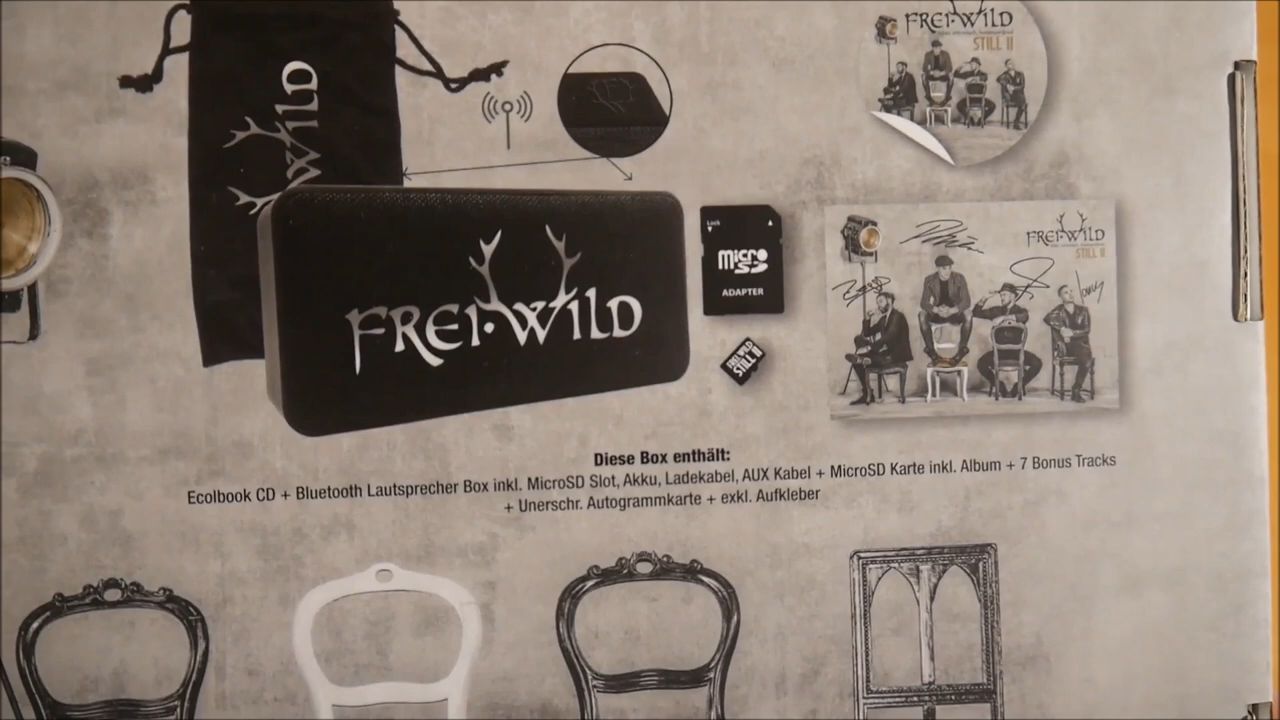 FREI.WILD
STILL II
WILD
Lock
micro
SD
ADAPTER
FREI.WILD
STILL II
FREI.WILD
FREI.WILD
STILL II
Diese Box enthält:
Ecolbook CD + Bluetooth Lautsprecher Box inkl. MicroSD Slot, Akku, Ladekabel, AUX Kabel + MicroSD Karte inkl. Album + 7 Bonus Tracks
+ Unerschr. Autogrammkarte + exkl. Aufkleber